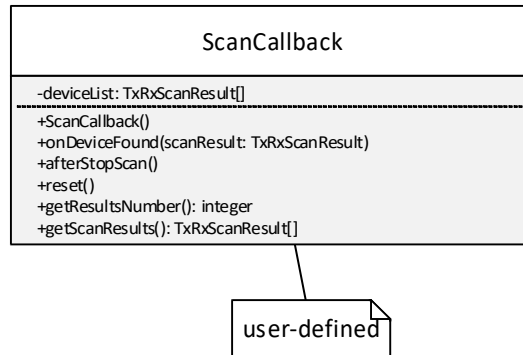 ScanCallback
-deviceList: TxRxScanResult[]
+ScanCallback()
+onDeviceFound(scanResult: TxRxScanResult)
+afterStopScan()
+reset()
+getResultsNumber(): integer
+getScanResults(): TxRxScanResult[]
user-defined